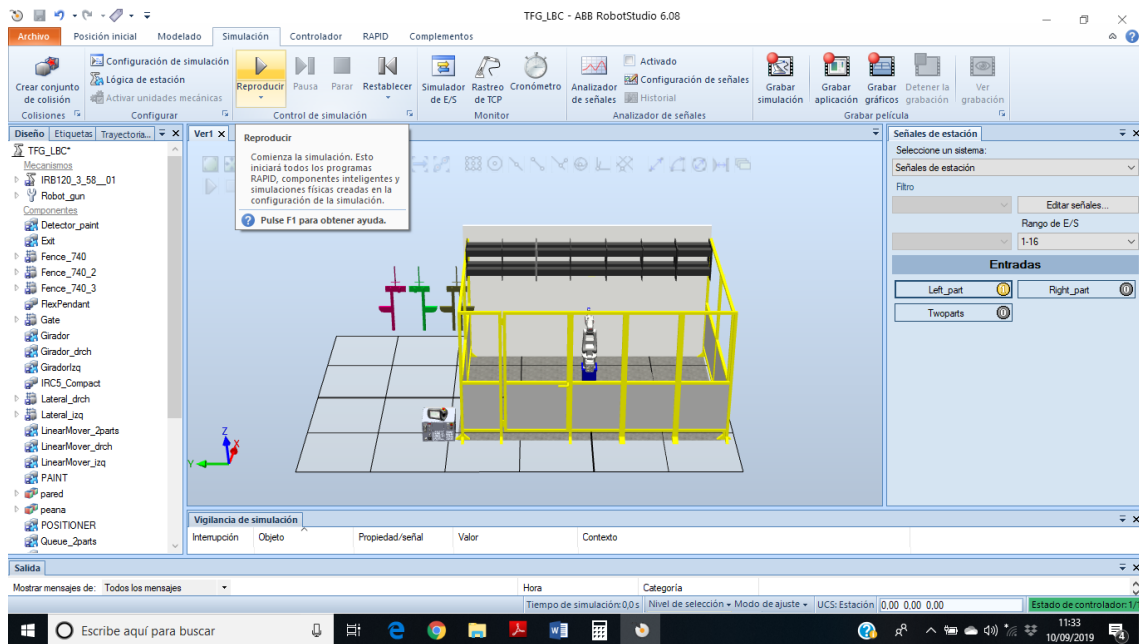 TFG_LBC - ABB RobotStudio 6.08
Archivo Posición inicial Modelado Simulación Controlador RAPID Complementos
Crear conjunto de colisión
Colisiones
Configuración de simulación
Lógica de estación
Activar unidades mecánicas
Configurar
Reproducir Pausa Parar Restablecer
Control de simulación
Simulador de E/S
Rastreo de TCP
Cronómetro
Monitor
Analizador de señales
Activado
Configuración de señales
Historial
Analizador de señales
Grabar simulación
Grabar aplicación
Grabar gráficos
Detener la grabación
Ver grabación
Grabar película
Diseño Etiquetas Trayectoria...
TFG_LBC*
Mecanismos
IRB120_3_58__01
Robot_gun
Componentes
Detector_paint
Exit
Fence_740
Fence_740_2
Fence_740_3
FlexPendant
Gate
Girador
Girador_drch
GiradorIzq
IRC5_Compact
Lateral_drch
Lateral_izq
LinearMover_2parts
LinearMover_drch
LinearMover_izq
PAINT
pared
peana
POSITIONER
Queue_2parts
Ver1
Reproducir
Comienza la simulación. Esto
iniciará todos los programas
RAPID, componentes inteligentes y
simulaciones físicas creadas en la
configuración de la simulación.
Pulse F1 para obtener ayuda.
Z
X
Y
Señales de estación
Seleccione un sistema:
Señales de estación
Filtro
Editar señales...
Rango de E/S
1-16
Entradas
Left_part
Right_part
Twoparts
Vigilancia de simulación
Interrupción Objeto Propiedad/señal Valor Contexto
Salida
Mostrar mensajes de: Todos los mensajes Hora Categoría
Tiempo de simulación: 0,0 s Nivel de selección Modo de ajuste UCS: Estación 0,00 0,00 0,00 Estado de controlador: 1/1
Escribe aquí para buscar
11:33
10/09/2019
4